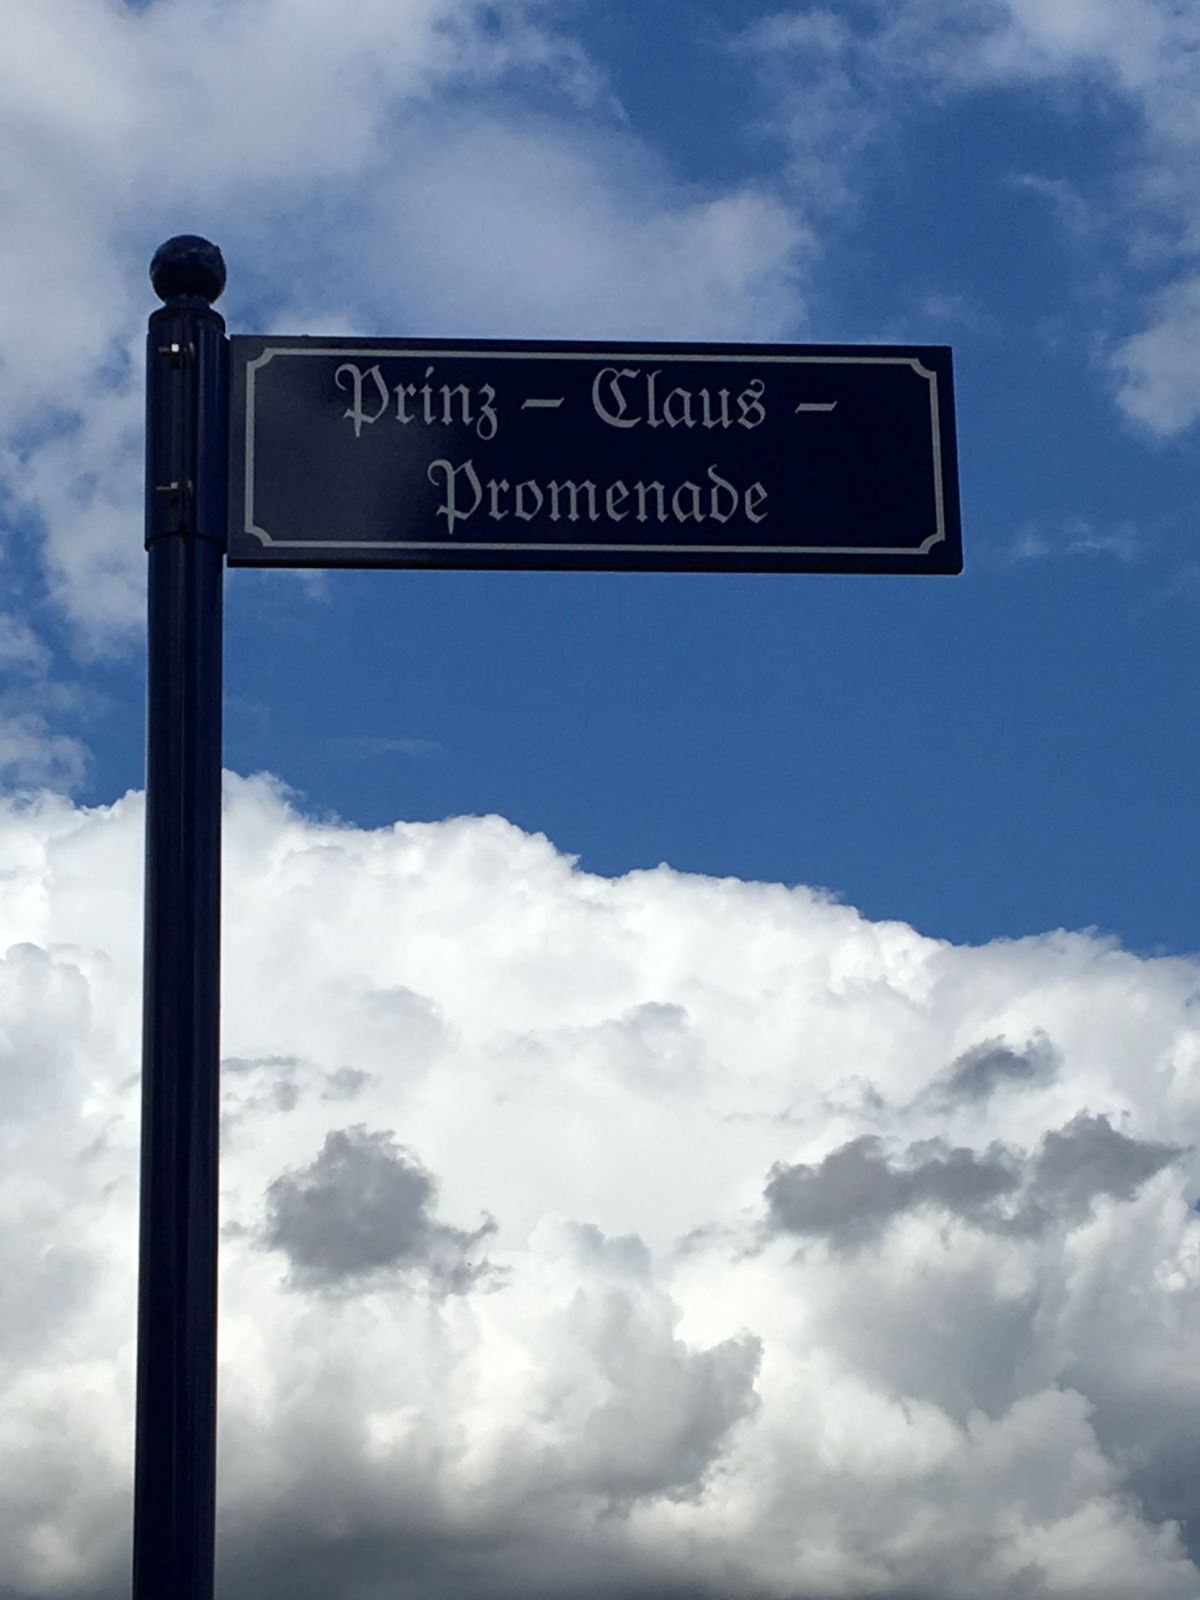 Prinz – Claus –
Promenade